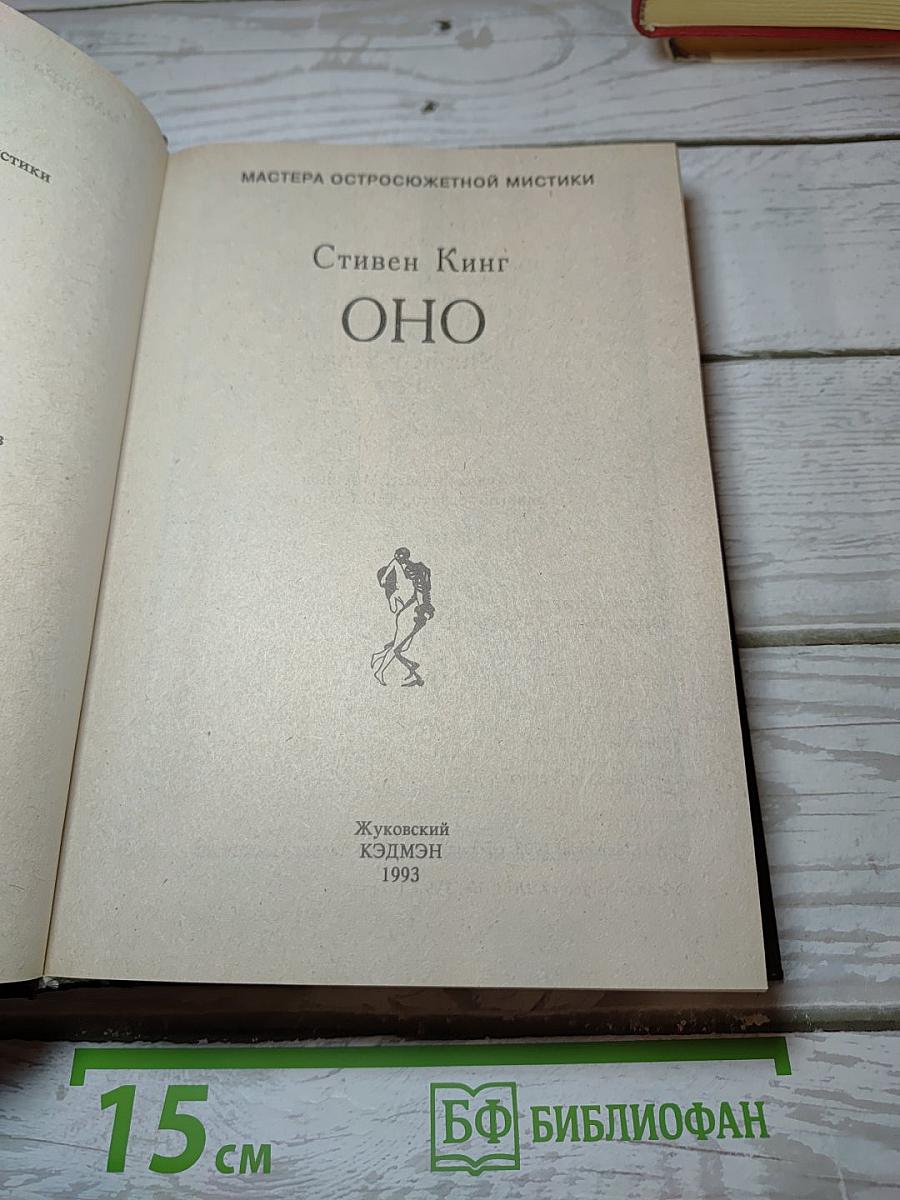 МАСТЕРА ОСТРОСЮЖЕТНОЙ МИСТИКИ
Стивен Кинг
ОНО
Жуковский
КЭДМЭН
1993
15 см
БФ БИБЛИОФАН